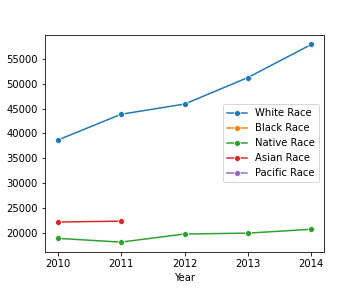 55000
50000
45000
40000
35000
30000
25000
20000
White Race
Black Race
Native Race
Asian Race
Pacific Race
2010 2011 2012 2013 2014
Year